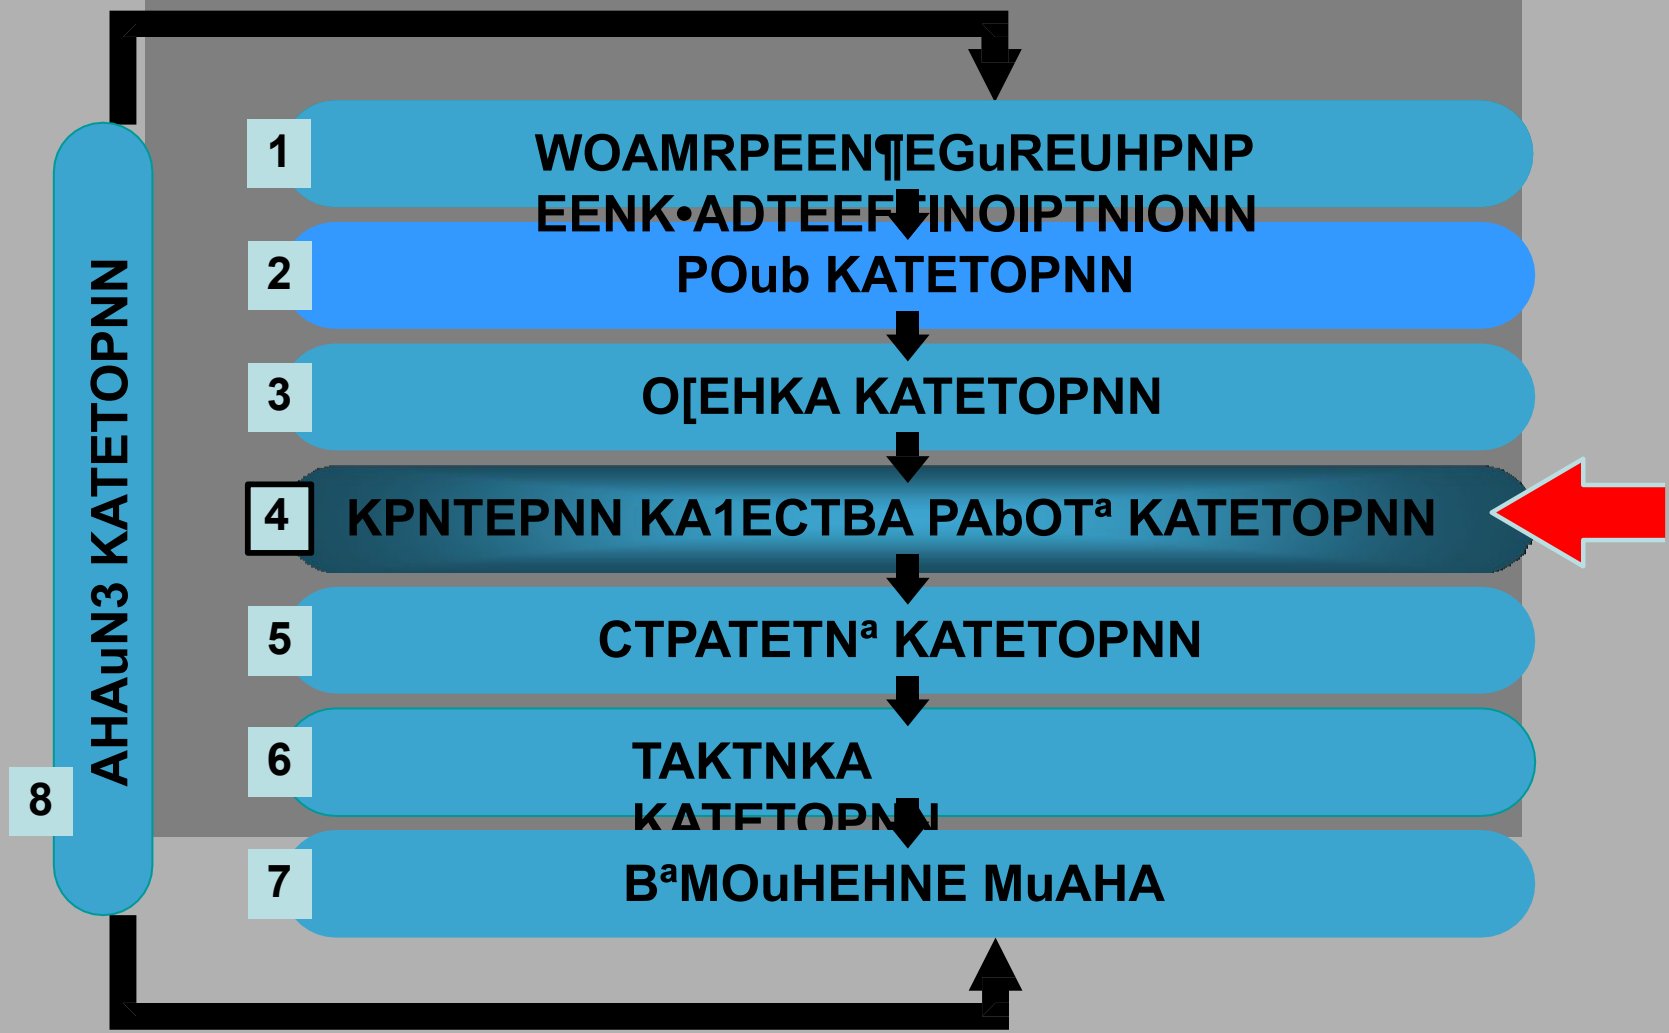 1
WOAMRPEEN¶EGuREUHPNP
2
POub KATETOPNN
3
O[EHKA KATETOPNN
4
KPNTEPNN KA1ECTBA PAbOTª KATETOPNN
5
CTPATETNª KATETOPNN
6
TAKTNKA
KATETOPNN
7
BªMOuHEHNE MuAHA
8
AHAuN3 KATETOPNN